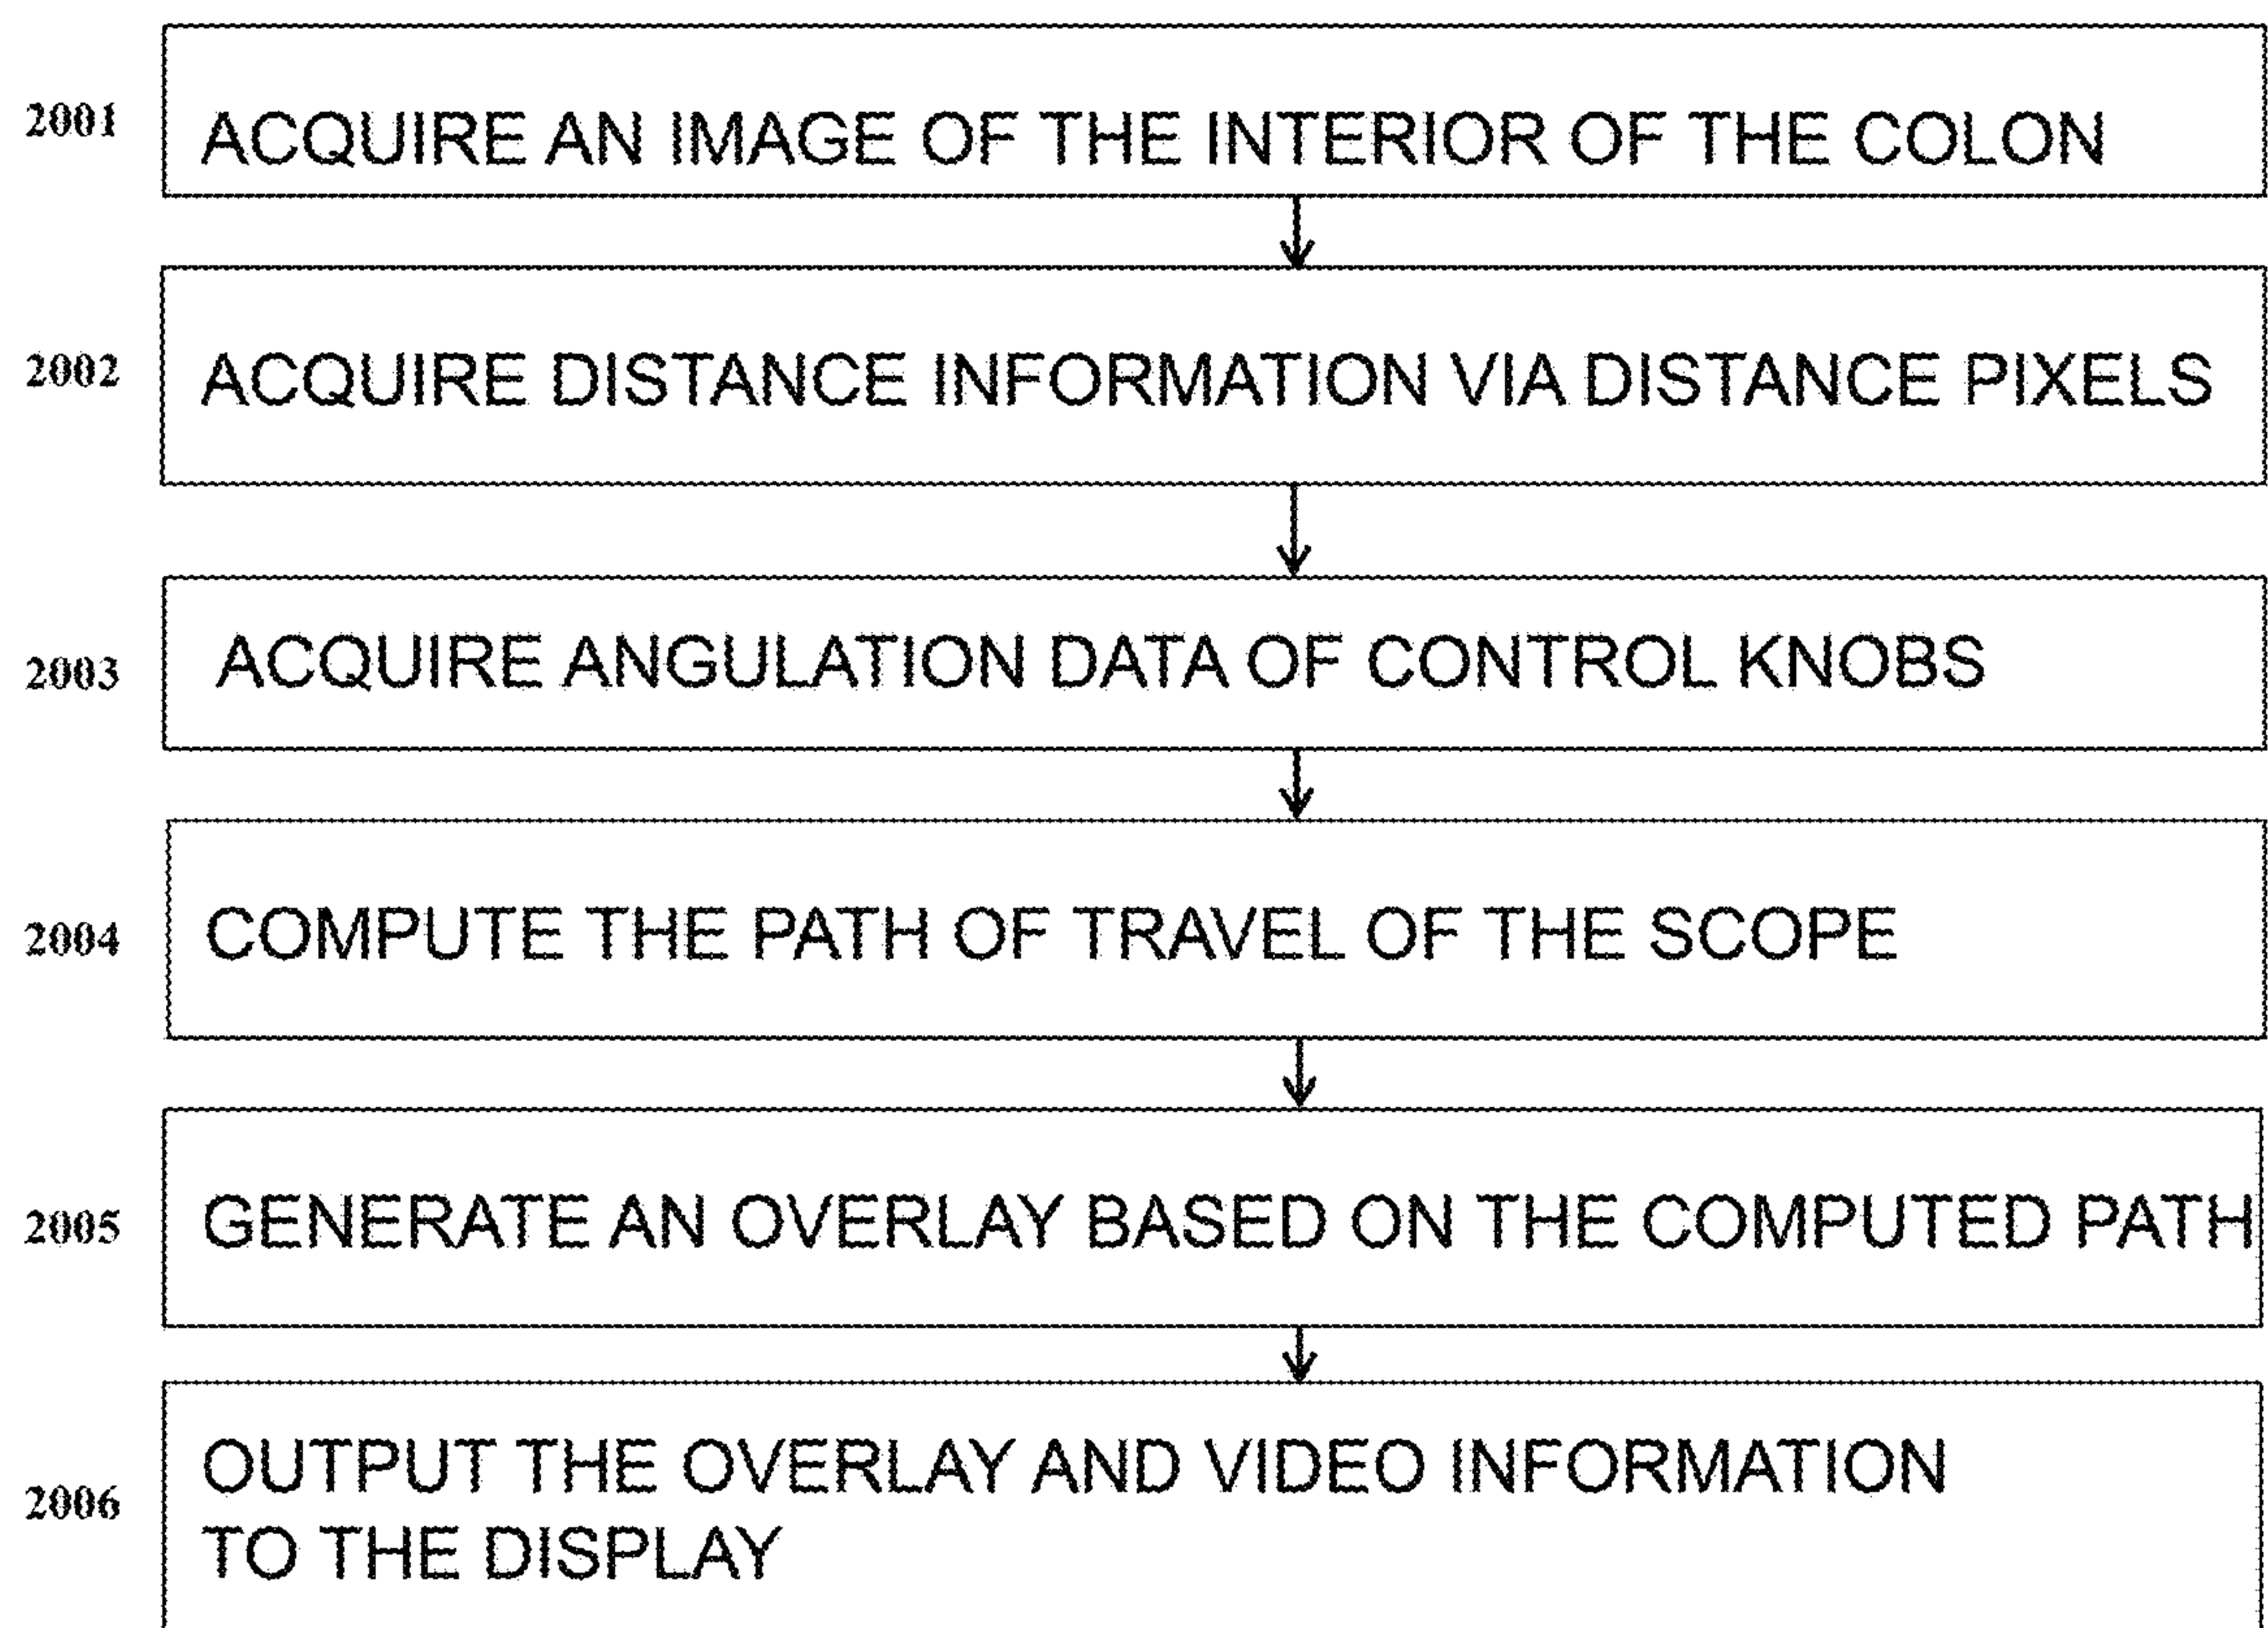 2001
ACQUIRE AN IMAGE OF THE INTERIOR OF THE COLON
2002
ACQUIRE DISTANCE INFORMATION VIA DISTANCE PIXELS
2003
ACQUIRE ANGULATION DATA OF CONTROL KNOBS
2004
COMPUTE THE PATH OF TRAVEL OF THE SCOPE
2005
GENERATE AN OVERLAY BASED ON THE COMPUTED PATH
2006
OUTPUT THE OVERLAY AND VIDEO INFORMATION
TO THE DISPLAY